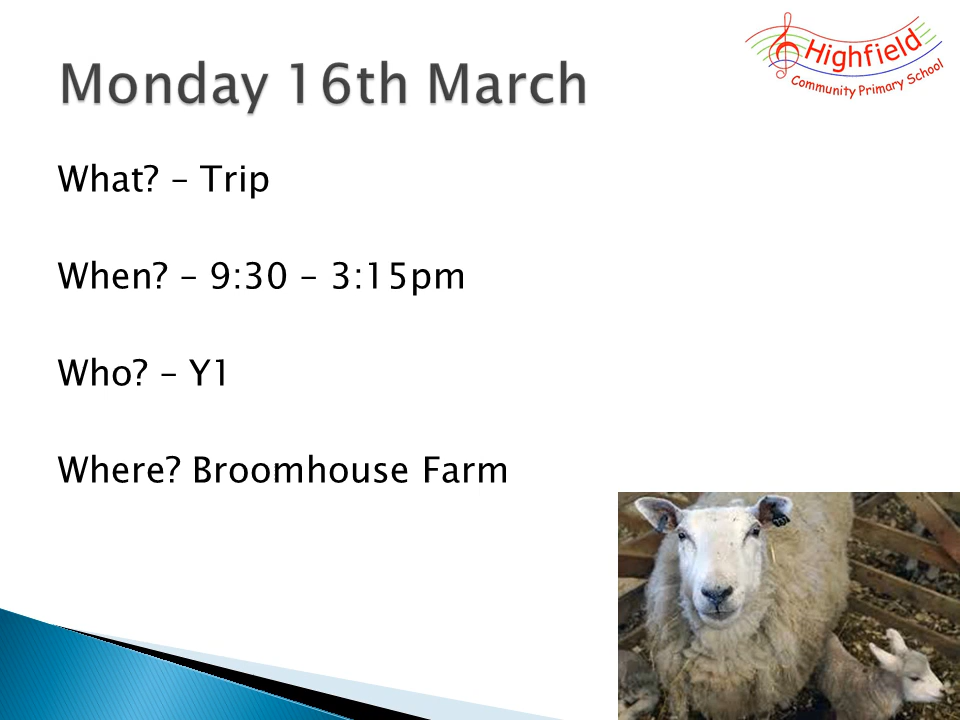 Highfield
Community Primary School
Monday 16th March
What? – Trip
When? – 9:30 – 3:15pm
Who? – Y1
Where? Broomhouse Farm